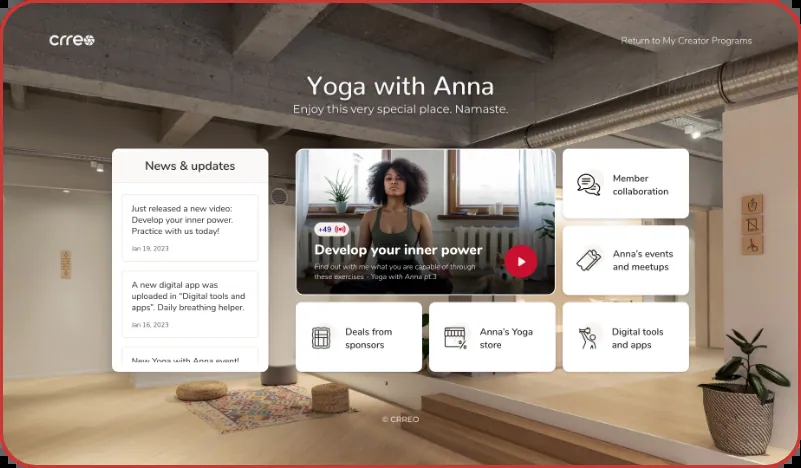 crreo
Return to My Creator Programs
Yoga with Anna
Enjoy this very special place. Namaste.
News & updates
Just released a new video:
Develop your inner power.
Practice with us today!
Jan 19, 2023
A new digital app was
uploaded in “Digital tools and
apps”. Daily breathing helper.
Jan 16, 2023
New Yoga with Anna event!
+49
Develop your inner power
Find out with me what you are capable of through
these exercises - Yoga with Anna pt.3
Member
collaboration
Anna's events
and meetups
Deals from
sponsors
Anna's Yoga
store
Digital tools
and apps
© CRREO